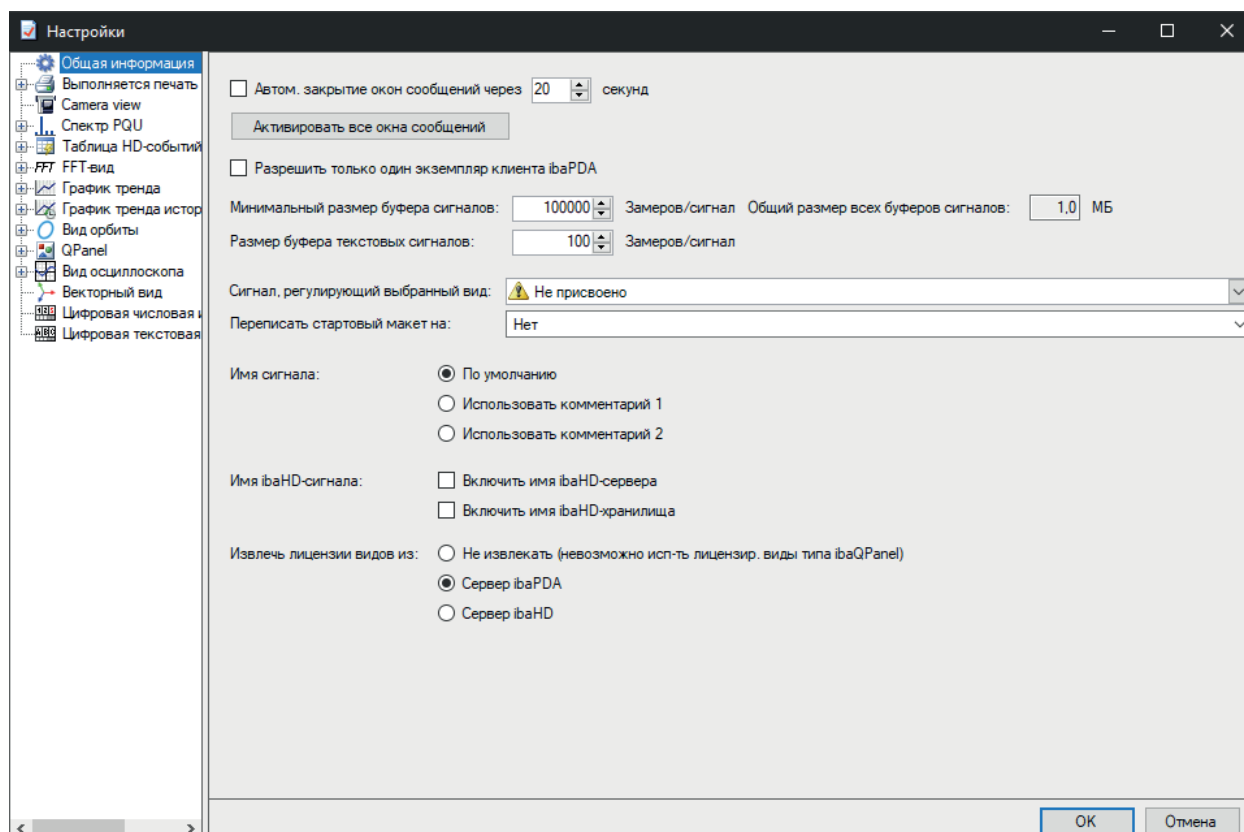 Настройки
Общая информация
Выполняется печать
Camera view
Спектр PQU
Таблица HD-событий
FFT FFT-вид
График тренда
График тренда истор
Вид орбиты
QPanel
Вид осциллоскопа
Векторный вид
Цифровая числовая и
Цифровая текстовая
Автом. закрытие окон сообщений через 20 секунд
Активировать все окна сообщений
Разрешить только один экземпляр клиента ibaPDA
Минимальный размер буфера сигналов: 100000 Замеров/сигнал Общий размер всех буферов сигналов: 1,0 МБ
Размер буфера текстовых сигналов: 100 Замеров/сигнал
Сигнал, регулирующий выбранный вид: Не присвоено
Переписать стартовый макет на: Нет
Имя сигнала: По умолчанию
Использовать комментарий 1
Использовать комментарий 2
Имя ibaHD-сигнала: Включить имя ibaHD-сервера
Включить имя ibaHD-хранилища
Извлечь лицензии видов из: Не извлекать (невозможно исп-ть лицензир. виды типа ibaQPanel)
Сервер ibaPDA
Сервер ibaHD
OK Отмена